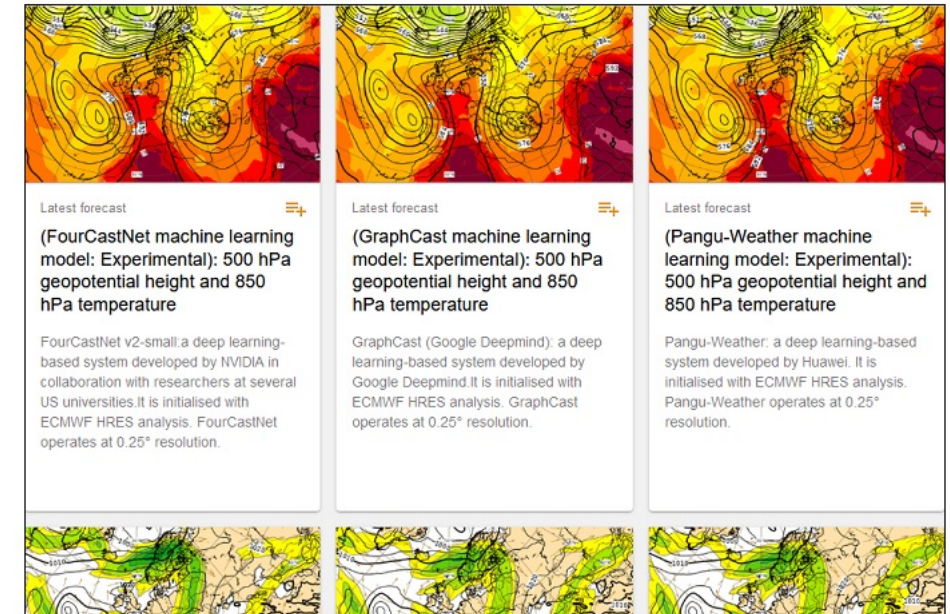 Latest forecast
(FourCastNet machine learning
model: Experimental): 500 hPa
geopotential height and 850
hPa temperature
FourCastNet v2-small:a deep learning-
based system developed by NVIDIA in
collaboration with researchers at several
US universities.It is initialised with
ECMWF HRES analysis. FourCastNet
operates at 0.25° resolution.
Latest forecast
(GraphCast machine learning
model: Experimental): 500 hPa
geopotential height and 850
hPa temperature
GraphCast (Google Deepmind): a deep
learning-based system developed by
Google Deepmind.It is initialised with
ECMWF HRES analysis. GraphCast
operates at 0.25° resolution.
Latest forecast
(Pangu-Weather machine
learning model: Experimental):
500 hPa geopotential height and
850 hPa temperature
Pangu-Weather: a deep learning-based
system developed by Huawei. It is
initialised with ECMWF HRES analysis.
Pangu-Weather operates at 0.25°
resolution.